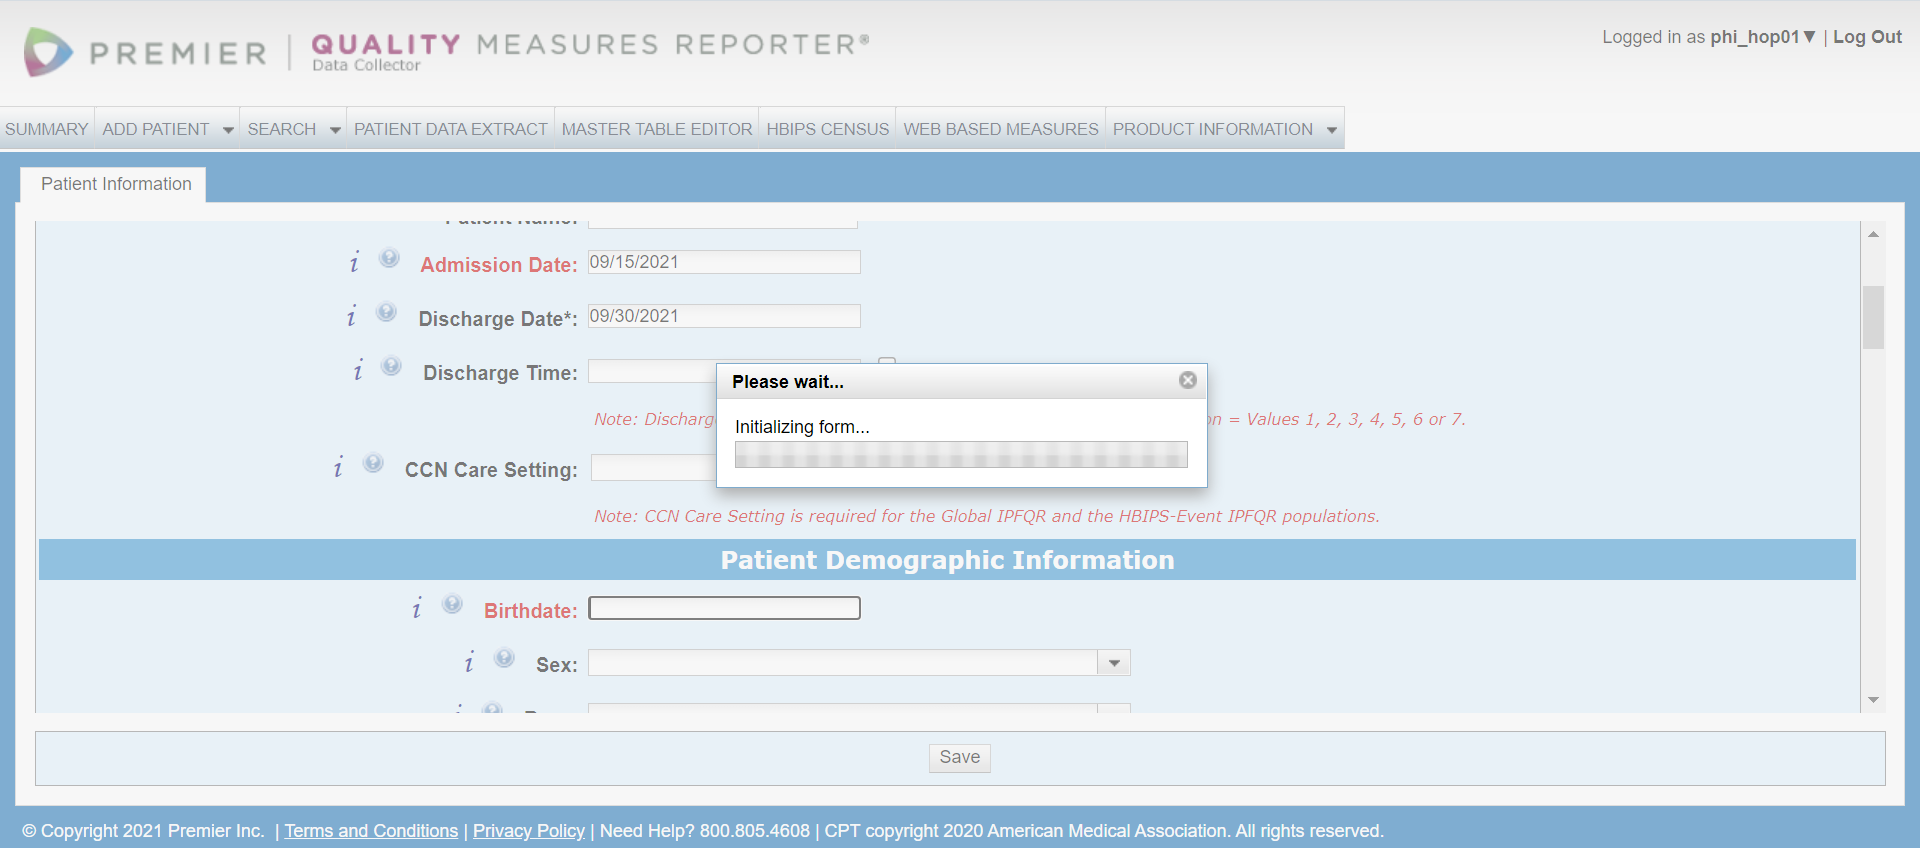 PREMIER | QUALITY MEASURES REPORTER®
Data Collector
Logged in as phi_hop01▼ | Log Out
SUMMARY ADD PATIENT SEARCH PATIENT DATA EXTRACT MASTER TABLE EDITOR HBIPS CENSUS WEB BASED MEASURES PRODUCT INFORMATION
Patient Information
Patient Name:
i ? Admission Date: 09/15/2021
i ? Discharge Date*: 09/30/2021
i ? Discharge Time:
Please wait...
Initializing form...
Note: Discharg
on = Values 1, 2, 3, 4, 5, 6 or 7.
i ? CCN Care Setting:
Note: CCN Care Setting is required for the Global IPFQR and the HBIPS-Event IPFQR populations.
Patient Demographic Information
i ? Birthdate:
i ? Sex:
Save
© Copyright 2021 Premier Inc. | Terms and Conditions | Privacy Policy | Need Help? 800.805.4608 | CPT copyright 2020 American Medical Association. All rights reserved.